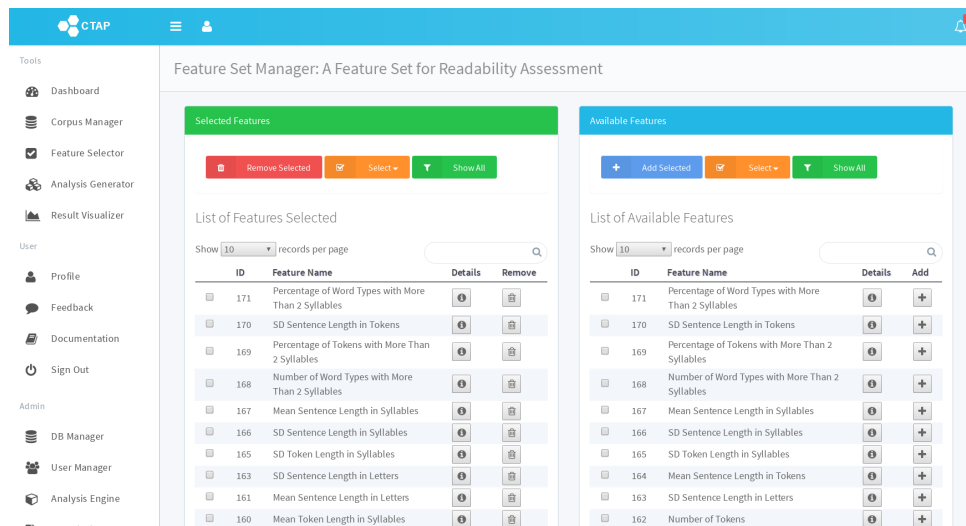 CTAP
Tools
Dashboard
Corpus Manager
Feature Selector
Analysis Generator
Result Visualizer
User
Profile
Feedback
Documentation
Sign Out
Admin
DB Manager
User Manager
Analysis Engine
Feature Set Manager: A Feature Set for Readability Assessment
Selected Features
Remove Selected Select Show All
List of Features Selected
Show 10 records per page
ID Feature Name Details Remove
171 Percentage of Word Types with More
Than 2 Syllables
170 SD Sentence Length in Tokens
169 Percentage of Tokens with More Than
2 Syllables
168 Number of Word Types with More
Than 2 Syllables
167 Mean Sentence Length in Syllables
166 SD Sentence Length in Syllables
165 SD Token Length in Syllables
163 SD Sentence Length in Letters
161 Mean Sentence Length in Letters
160 Mean Token Length in Syllables
Available Features
Add Selected Select Show All
List of Available Features
Show 10 records per page
ID Feature Name Details Add
171 Percentage of Word Types with More
Than 2 Syllables
170 SD Sentence Length in Tokens
169 Percentage of Tokens with More Than 2
Syllables
168 Number of Word Types with More Than 2
Syllables
167 Mean Sentence Length in Syllables
166 SD Sentence Length in Syllables
165 SD Token Length in Syllables
164 Mean Sentence Length in Tokens
163 SD Sentence Length in Letters
162 Number of Tokens